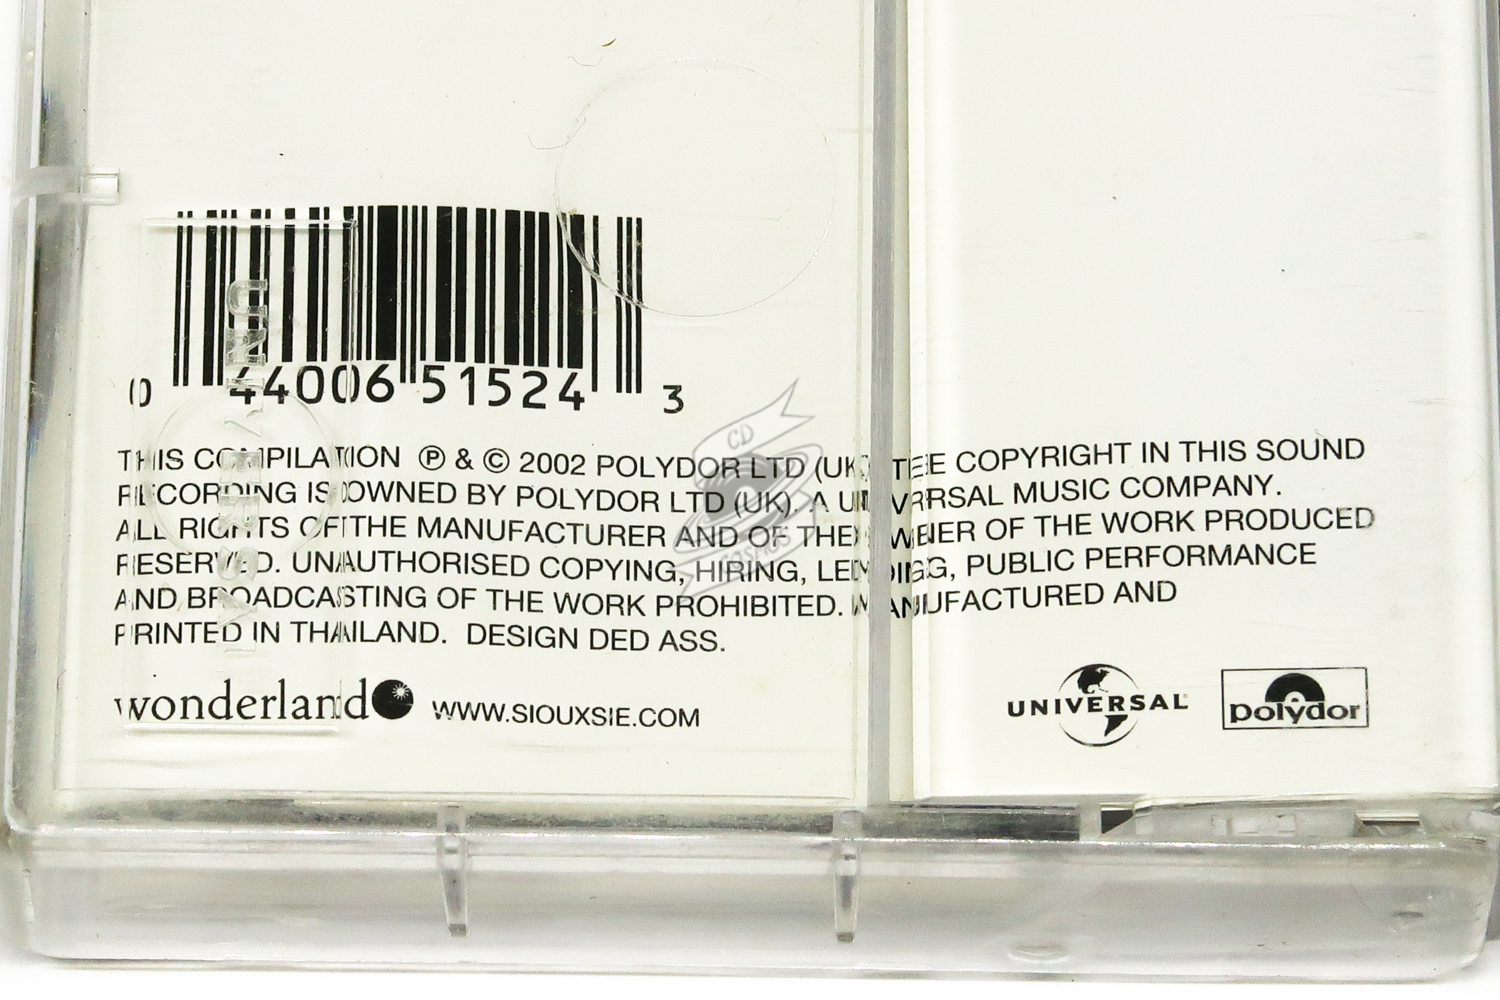 0 44006 51524 3
THIS COMPILATION ℗ & © 2002 POLYDOR LTD (UK). THE COPYRIGHT IN THIS SOUND
RECORDING IS OWNED BY POLYDOR LTD (UK). A UNIVERSAL MUSIC COMPANY.
ALL RIGHTS OF THE MANUFACTURER AND OF THE OWNER OF THE WORK PRODUCED
RESERVED. UNAUTHORISED COPYING, HIRING, LENDING, PUBLIC PERFORMANCE
AND BROADCASTING OF THE WORK PROHIBITED. MANUFACTURED AND
PRINTED IN THAILAND. DESIGN DED ASS.
wonderland WWW.SIOUXSIE.COM
UNIVERSAL
polydor
CD
COSMOS